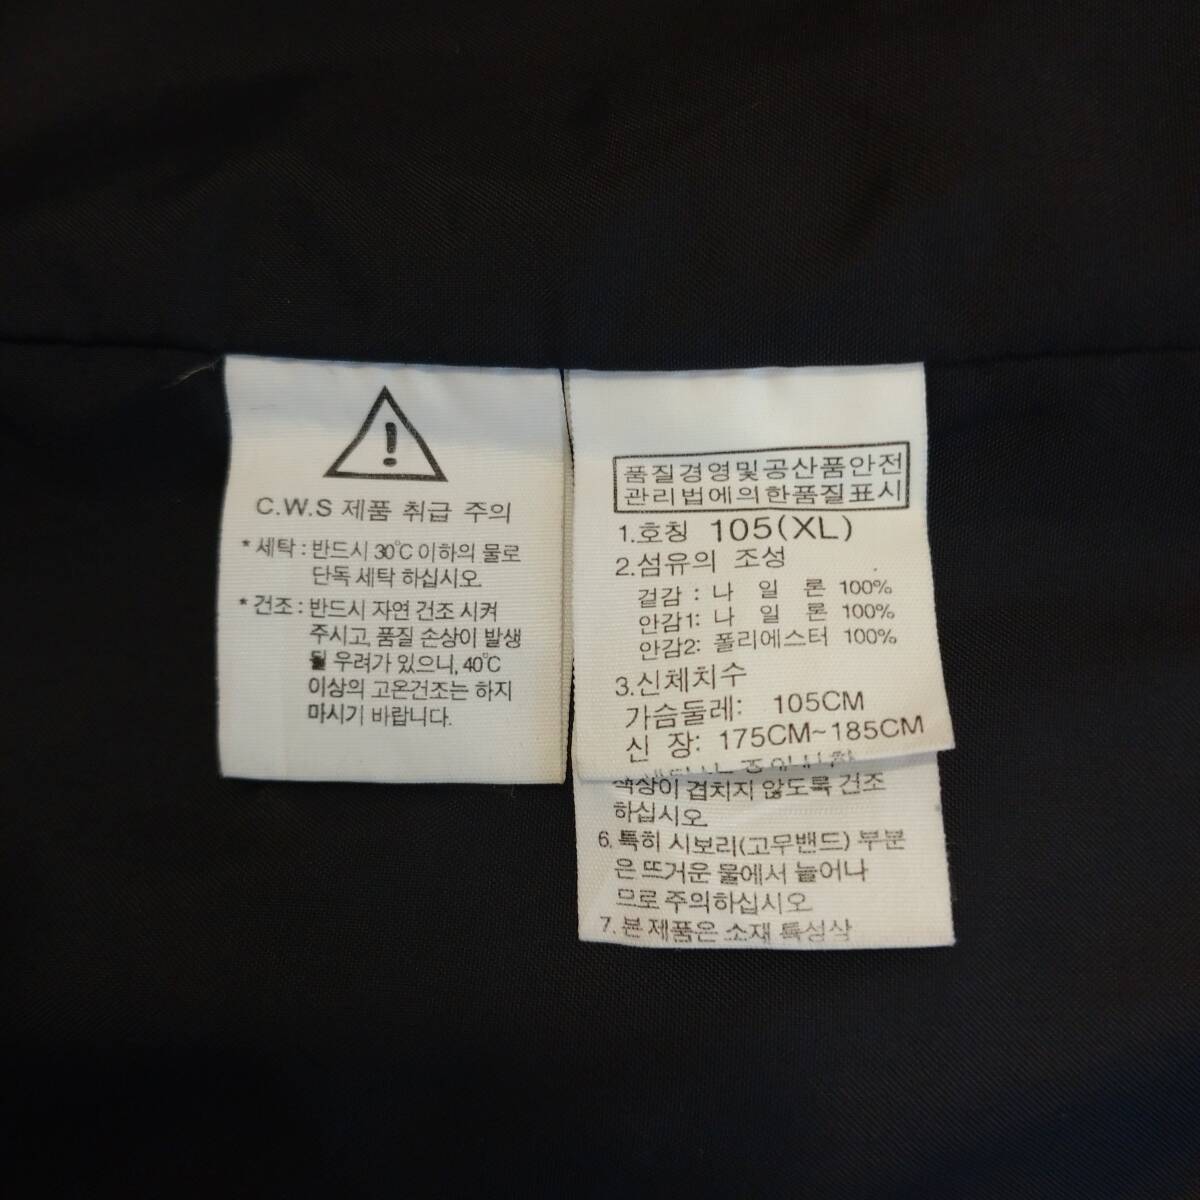 !
C.W.S 제품 취급 주의
* 세탁 : 반드시 30℃ 이하의 물로
단독 세탁 하십시오.
* 건조 : 반드시 자연 건조 시켜
주시고, 품질 손상이 발생
될 우려가 있으니, 40℃
이상의 고온건조는 하지
마시기 바랍니다.
품질경영및공산품안전
관리법에의한품질표시
1.호칭 105(XL)
2.섬유의 조성
겉감 : 나 일 론 100%
안감1: 나 일 론 100%
안감2: 폴리에스터 100%
3.신체치수
가슴둘레: 105CM
신 장: 175CM~185CM
색상이 겹치지 않도록 건조
하십시오.
6. 특히 시보리(고무밴드) 부분
은 뜨거운 물에서 늘어나
므로 주의하십시오.
7. 본 제품은 소재 특성상